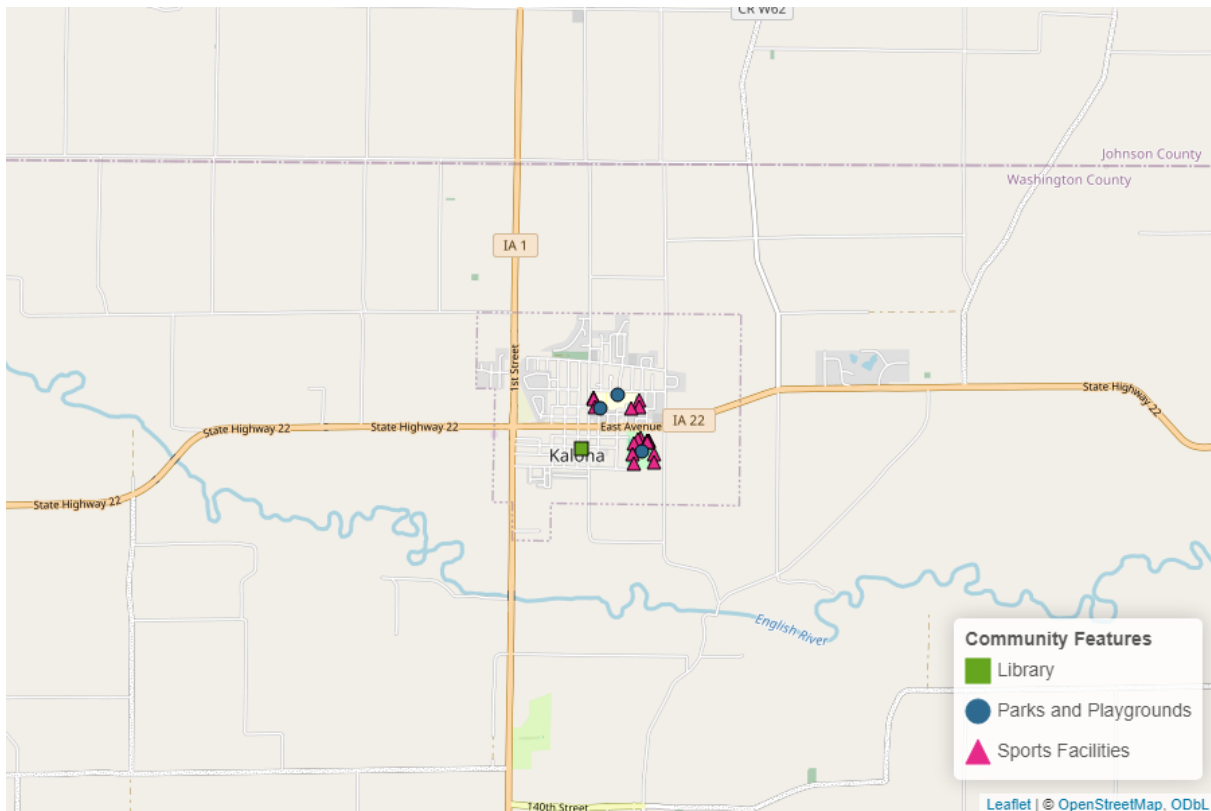 CR W62
Johnson County
Washington County
IA 1
1st Street
State Highway 22
State Highway 22
State Highway 22
State Highway 22
East Avenue
IA 22
Kalona
English River
140th Street
Community Features
Library
Parks and Playgrounds
Sports Facilities
Leaflet | © OpenStreetMap, ODbL